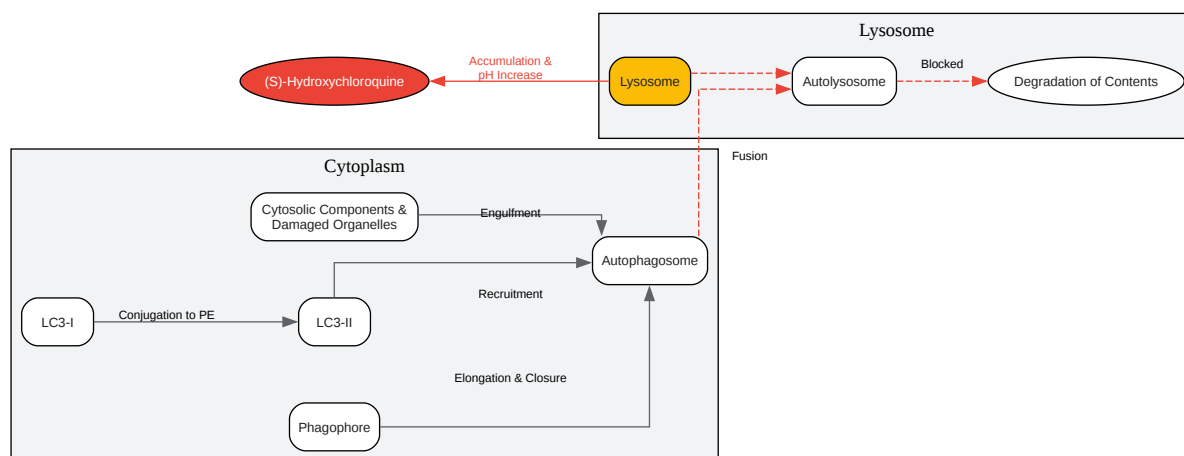 Lysosome
Accumulation &
pH Increase
(S)-Hydroxychloroquine
Lysosome
Autolysosome
Blocked
Degradation of Contents
Fusion
Cytoplasm
Cytosolic Components &
Damaged Organelles
Engulfment
Autophagosome
Recruitment
LC3-I
Conjugation to PE
LC3-II
Elongation & Closure
Phagophore